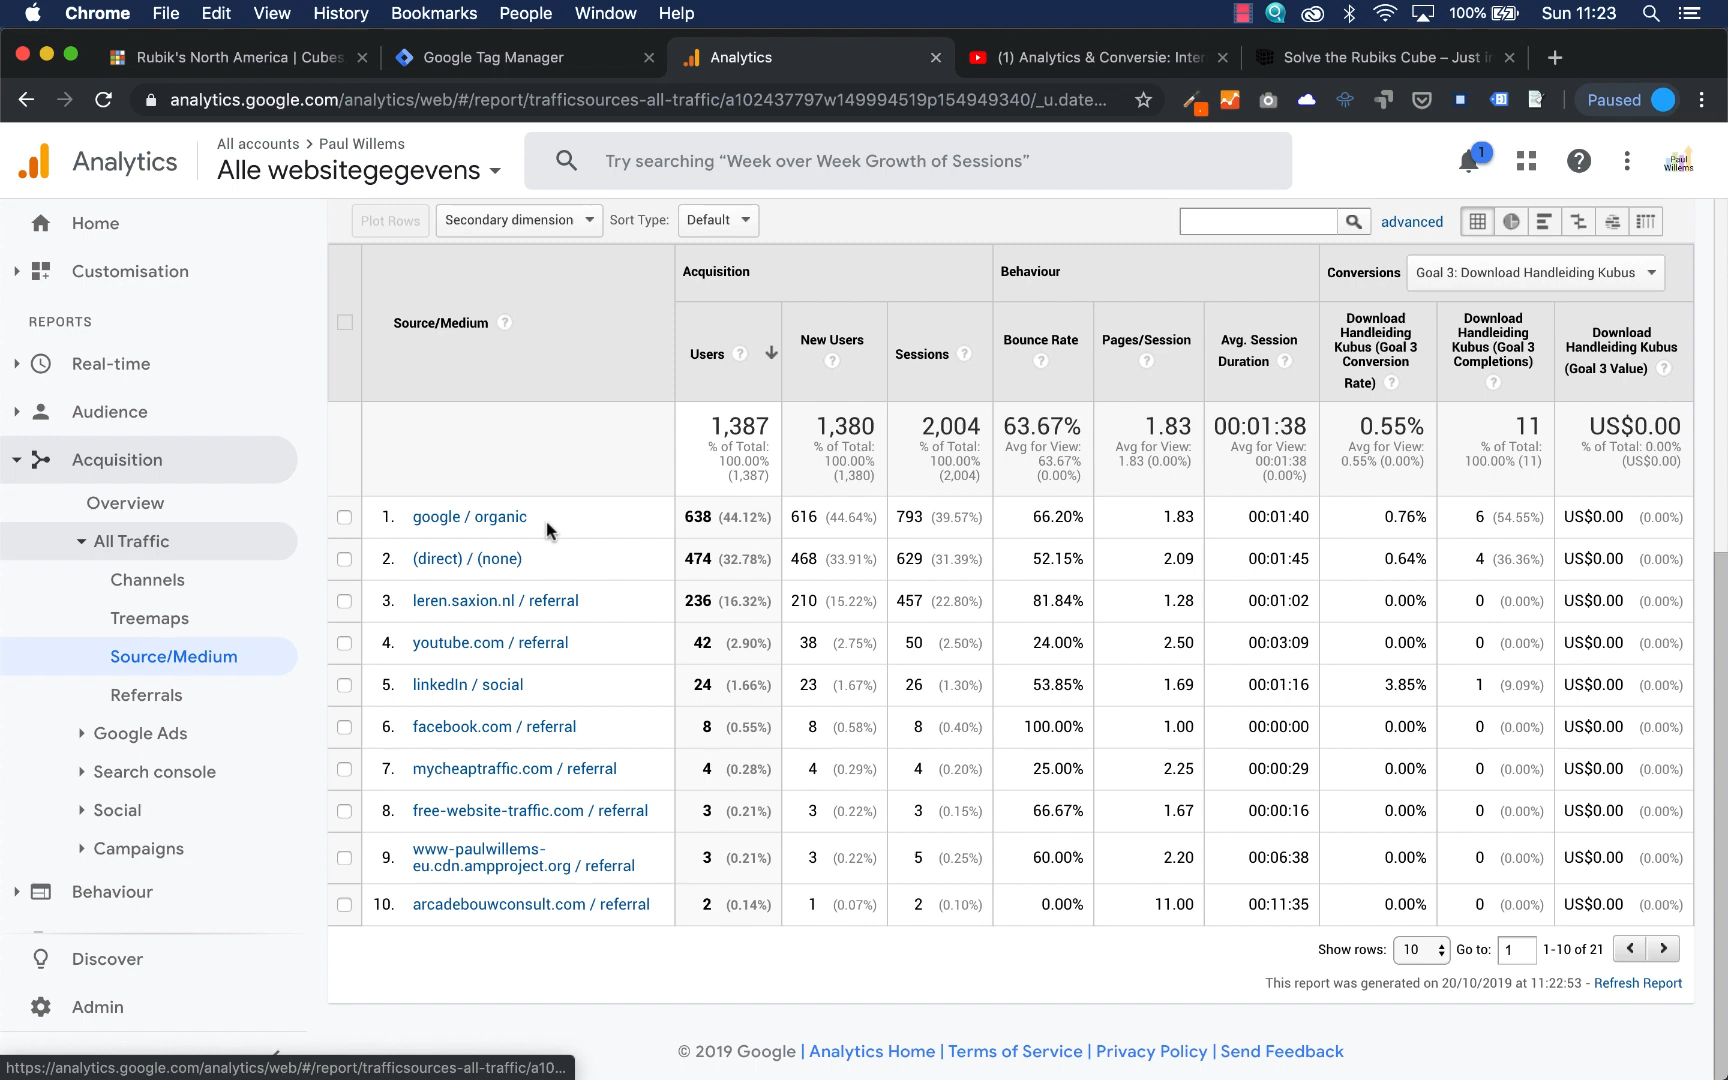 Chrome File Edit View History Bookmarks People Window Help 100% Sun 11:23
Rubik's North America | Cubes, Google Tag Manager Analytics (1) Analytics & Conversie: Inter Solve the Rubiks Cube – Just in
analytics.google.com/analytics/web/#/report/trafficsources-all-traffic/a102437797w149994519p154949340/_u.date... Paused
Analytics
All accounts > Paul Willems
Alle websitegegevens
Try searching “Week over Week Growth of Sessions”
1
Paul Willems
Home
Customisation
REPORTS
Real-time
Audience
Acquisition
Overview
All Traffic
Channels
Treemaps
Source/Medium
Referrals
Google Ads
Search console
Social
Campaigns
Behaviour
Discover
Admin
Plot Rows Secondary dimension Sort Type: Default advanced
Acquisition Behaviour Conversions Goal 3: Download Handleiding Kubus
Source/Medium ?
Users ?
New Users ?
Sessions ?
Bounce Rate ?
Pages/Session ?
Avg. Session Duration ?
Download Handleiding Kubus (Goal 3 Conversion Rate) ?
Download Handleiding Kubus (Goal 3 Completions) ?
Download Handleiding Kubus (Goal 3 Value) ?
1,387 1,380 2,004 63.67% 1.83 00:01:38 0.55% 11 US$0.00
% of Total: 100.00% (1,387)
% of Total: 100.00% (1,380)
% of Total: 100.00% (2,004)
Avg for View: 63.67% (0.00%)
Avg for View: 1.83 (0.00%)
Avg for View: 00:01:38 (0.00%)
Avg for View: 0.55% (0.00%)
% of Total: 100.00% (11)
% of Total: 0.00% (US$0.00)
1. google / organic 638 (44.12%) 616 (44.64%) 793 (39.57%) 66.20% 1.83 00:01:40 0.76% 6 (54.55%) US$0.00 (0.00%)
2. (direct) / (none) 474 (32.78%) 468 (33.91%) 629 (31.39%) 52.15% 2.09 00:01:45 0.64% 4 (36.36%) US$0.00 (0.00%)
3. leren.saxion.nl / referral 236 (16.32%) 210 (15.22%) 457 (22.80%) 81.84% 1.28 00:01:02 0.00% 0 (0.00%) US$0.00 (0.00%)
4. youtube.com / referral 42 (2.90%) 38 (2.75%) 50 (2.50%) 24.00% 2.50 00:03:09 0.00% 0 (0.00%) US$0.00 (0.00%)
5. linkedIn / social 24 (1.66%) 23 (1.67%) 26 (1.30%) 53.85% 1.69 00:01:16 3.85% 1 (9.09%) US$0.00 (0.00%)
6. facebook.com / referral 8 (0.55%) 8 (0.58%) 8 (0.40%) 100.00% 1.00 00:00:00 0.00% 0 (0.00%) US$0.00 (0.00%)
7. mycheaptraffic.com / referral 4 (0.28%) 4 (0.29%) 4 (0.20%) 25.00% 2.25 00:00:29 0.00% 0 (0.00%) US$0.00 (0.00%)
8. free-website-traffic.com / referral 3 (0.21%) 3 (0.22%) 3 (0.15%) 66.67% 1.67 00:00:16 0.00% 0 (0.00%) US$0.00 (0.00%)
9. www-paulwillems-
eu.cdn.ampproject.org / referral 3 (0.21%) 3 (0.22%) 5 (0.25%) 60.00% 2.20 00:06:38 0.00% 0 (0.00%) US$0.00 (0.00%)
10. arcadebouwconsult.com / referral 2 (0.14%) 1 (0.07%) 2 (0.10%) 0.00% 11.00 00:11:35 0.00% 0 (0.00%) US$0.00 (0.00%)
Show rows: 10 Go to: 1 1-10 of 21
This report was generated on 20/10/2019 at 11:22:53 - Refresh Report
© 2019 Google | Analytics Home | Terms of Service | Privacy Policy | Send Feedback
https://analytics.google.com/analytics/web/#/report/trafficsources-all-traffic/a10...